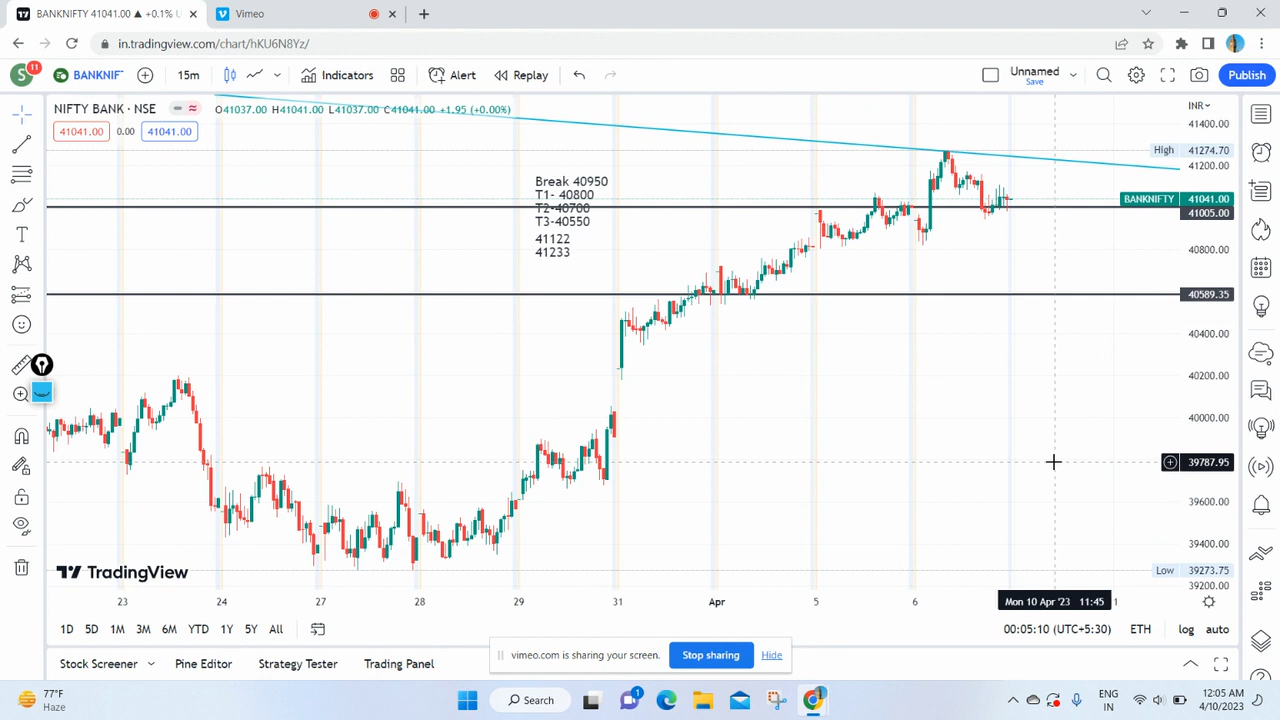 BANKNIFTY 41041.00 ▲ +0.1% U
Vimeo
in.tradingview.com/chart/hKU6N8Yz/
S 11
BANKNIF
15m
Indicators
Alert
Replay
Unnamed
Save
Publish
NIFTY BANK · NSE
O41037.00 H41041.00 L41037.00 C41041.00 +1.95 (+0.00%)
INR
41041.00 0.00 41041.00
41400.00
High 41274.70
41200.00
Break 40950
T1- 40800
T2-40700
T3-40550
41122
41233
BANKNIFTY 41041.00
41005.00
40800.00
40589.35
40400.00
40200.00
40000.00
39787.95
39600.00
39400.00
Low 39273.75
39200.00
TradingView
23 24 27 28 29 31 Apr 5 6 Mon 10 Apr '23 11:45 1
1D 5D 1M 3M 6M YTD 1Y 5Y All
00:05:10 (UTC+5:30) ETH log auto
vimeo.com is sharing your screen. Stop sharing Hide
Stock Screener Pine Editor Strategy Tester Trading Panel
77°F
Haze
Search
1
ENG
IN
12:05 AM
4/10/2023